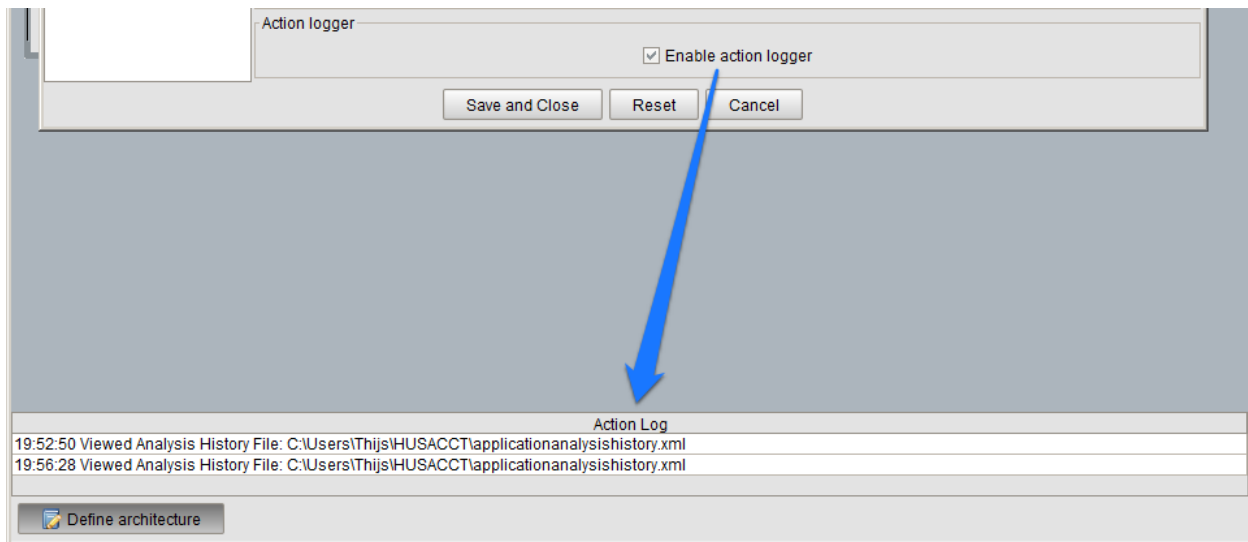 Action logger
Enable action logger
Save and Close Reset Cancel
Action Log
19:52:50 Viewed Analysis History File: C:\Users\Thijs\HUSACCT\applicationanalysishistory.xml
19:56:28 Viewed Analysis History File: C:\Users\Thijs\HUSACCT\applicationanalysishistory.xml
Define architecture